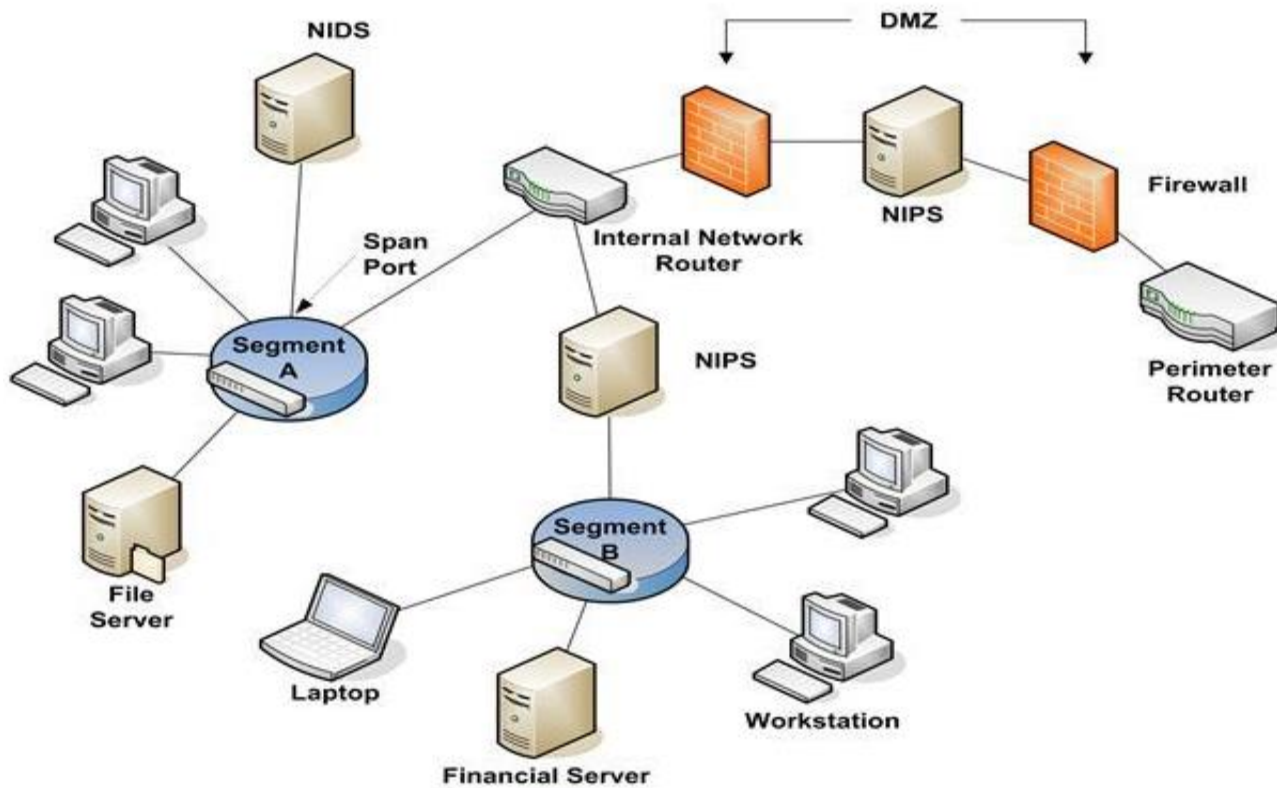 NIDS
DMZ
Firewall
NIPS
Internal Network
Router
Span
Port
Segment
A
NIPS
Perimeter
Router
File
Server
Segment
B
Laptop
Workstation
Financial Server